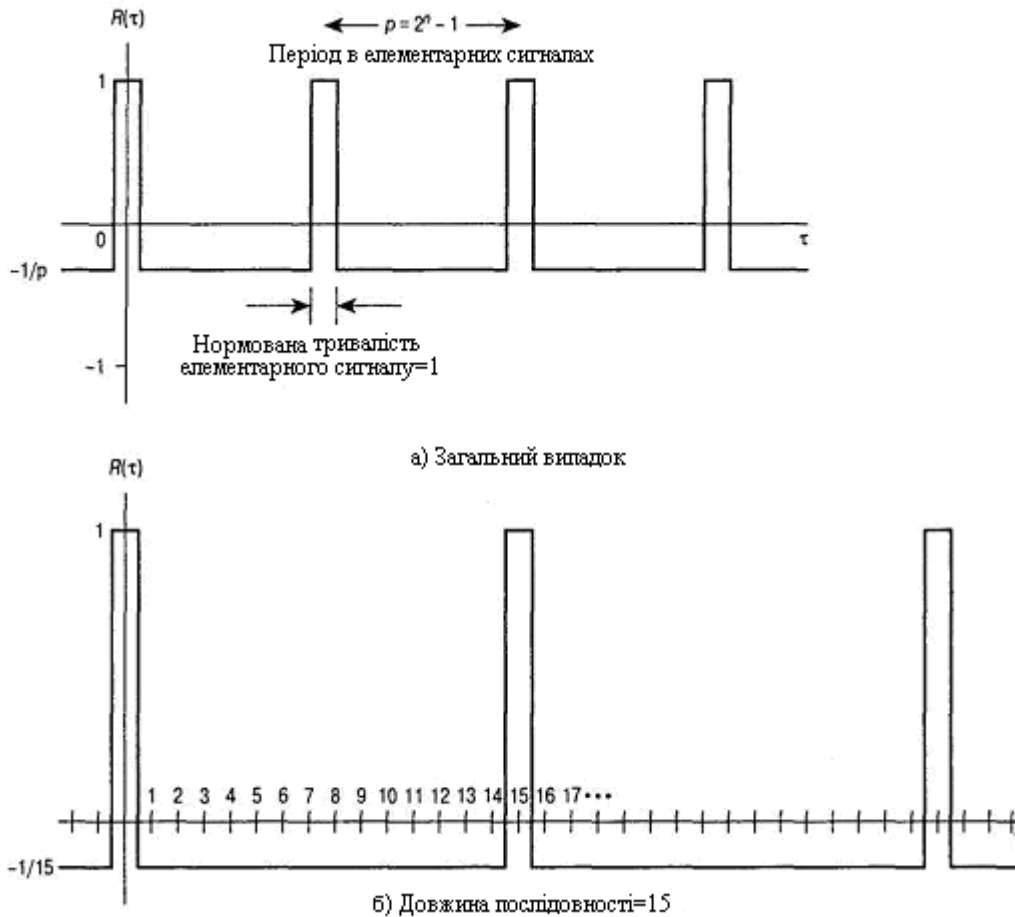 R(τ)
p = 2ⁿ – 1
Період в елементарних сигналах
1
0
τ
–1/p
Нормована тривалість
елементарного сигналу=1
–1
а) Загальний випадок
R(τ)
1
1 2 3 4 5 6 7 8 9 10 11 12 13 14 15 16 17 •••
–1/15
б) Довжина послідовності=15